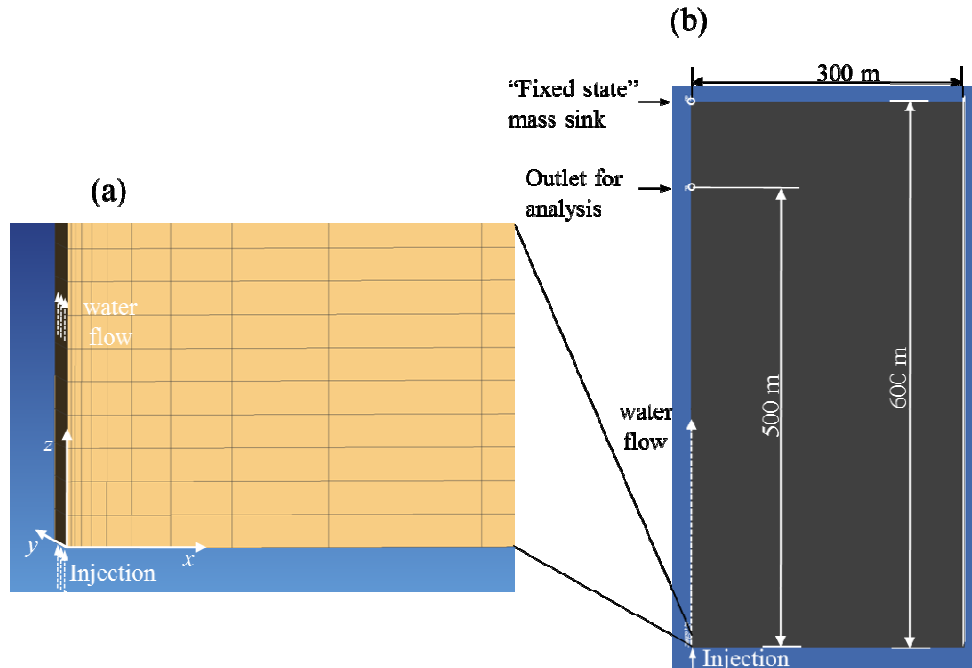 (a)
water
flow
z
y
x
Injection
(b)
300 m
“Fixed state”
mass sink
Outlet for
analysis
500 m
600 m
water
flow
Injection